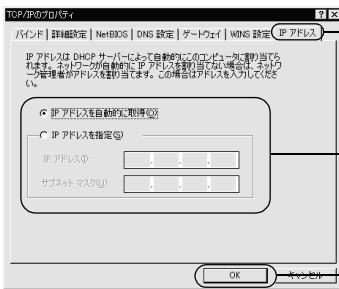 TCP/IPのプロパティ
バインド 詳細設定 NetBIOS DNS 設定 ゲートウェイ WINS 設定 IP アドレス
IP アドレスは DHCP サーバーによって自動的にこのコンピュータに割り当てら
れます。ネットワークが自動的に IP アドレスを割り当てない場合は、ネットワ
ーク管理者がアドレスを割り当てます。この場合はアドレスを入力してくださ
い。
IP アドレスを自動的に取得(O)
IP アドレスを指定(S)
IP アドレス(I):
サブネット マスク(U):
OK キャンセル